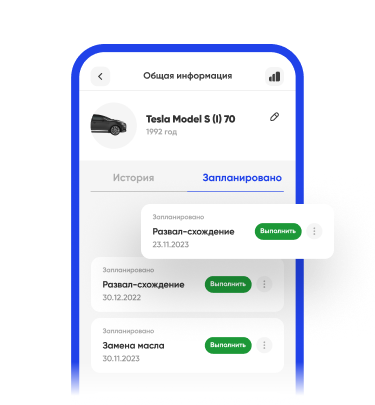 Общая информация
Tesla Model S (I) 70
1992 год
История
Запланировано
Запланировано
Развал-схождение
Выполнить
23.11.2023
Запланировано
Развал-схождение
Выполнить
30.12.2022
Запланировано
Замена масла
Выполнить
30.11.2023